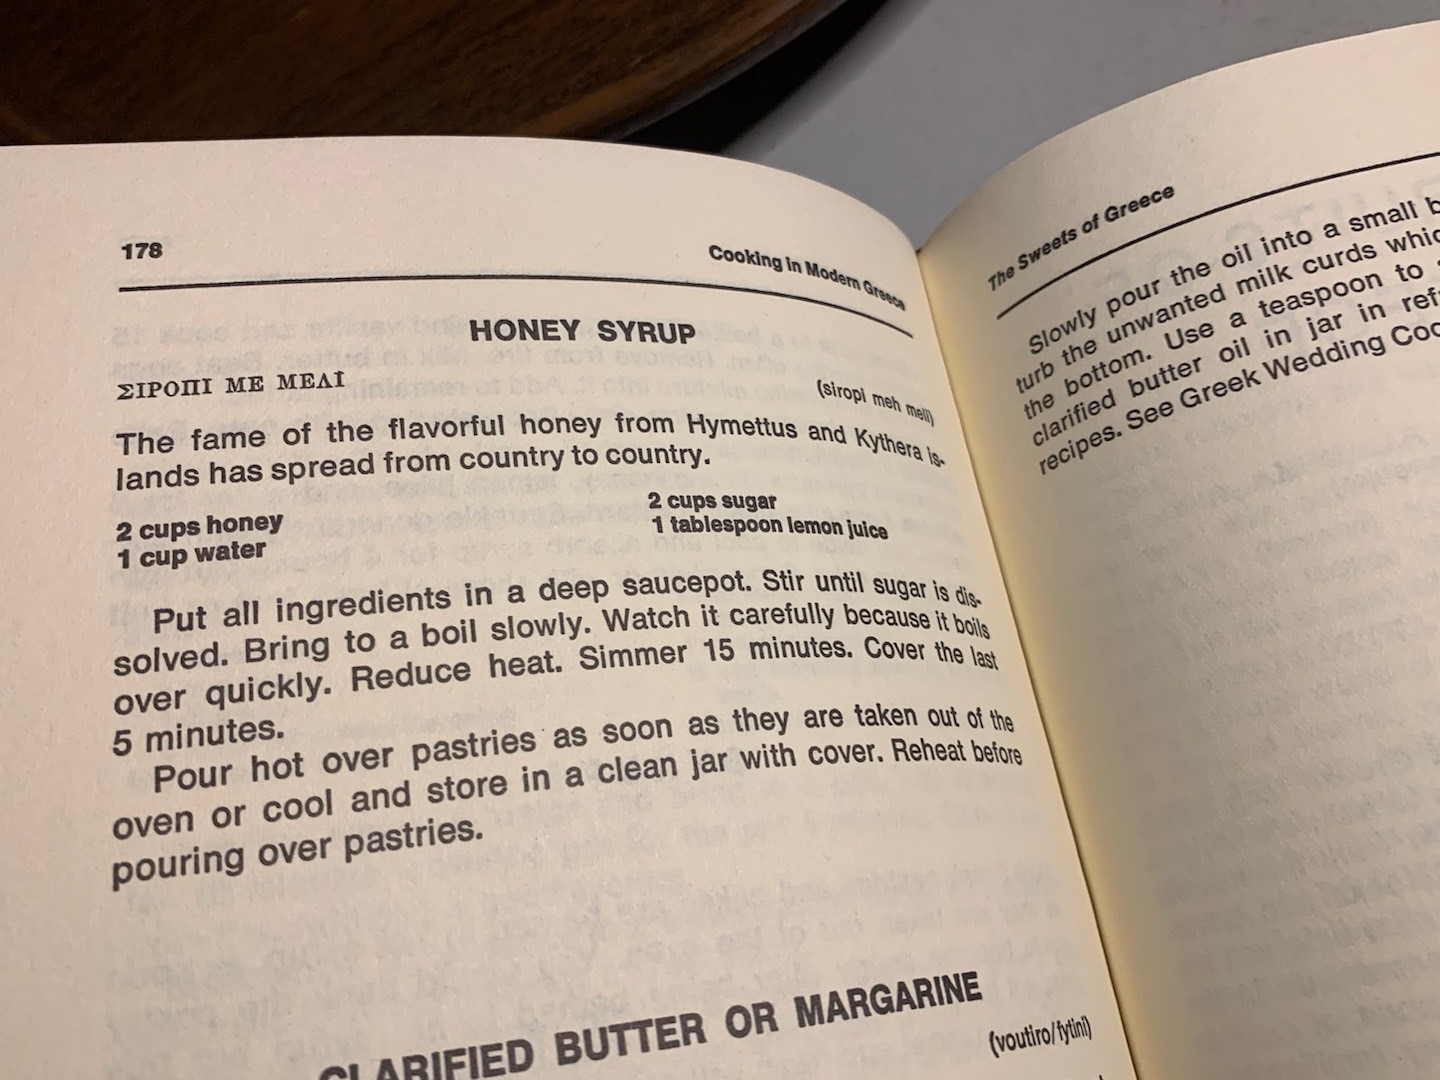 178
Cooking in Modern Greece
HONEY SYRUP
ΣΙΡΟΠΙ ΜΕ ΜΕΛΙ
(siropi meh meli)
The fame of the flavorful honey from Hymettus and Kythera is-
lands has spread from country to country.
2 cups honey
1 cup water
2 cups sugar
1 tablespoon lemon juice
Put all ingredients in a deep saucepot. Stir until sugar is dis-
solved. Bring to a boil slowly. Watch it carefully because it boils
over quickly. Reduce heat. Simmer 15 minutes. Cover the last
5 minutes.
Pour hot over pastries as soon as they are taken out of the
oven or cool and store in a clean jar with cover. Reheat before
pouring over pastries.
CLARIFIED BUTTER OR MARGARINE
(voutiro/fytini)
The Sweets of Greece
Slowly pour the oil into a small
turb the unwanted milk curds
the bottom. Use a teaspoon to
clarified butter oil in jar in
recipes. See Greek Wedding